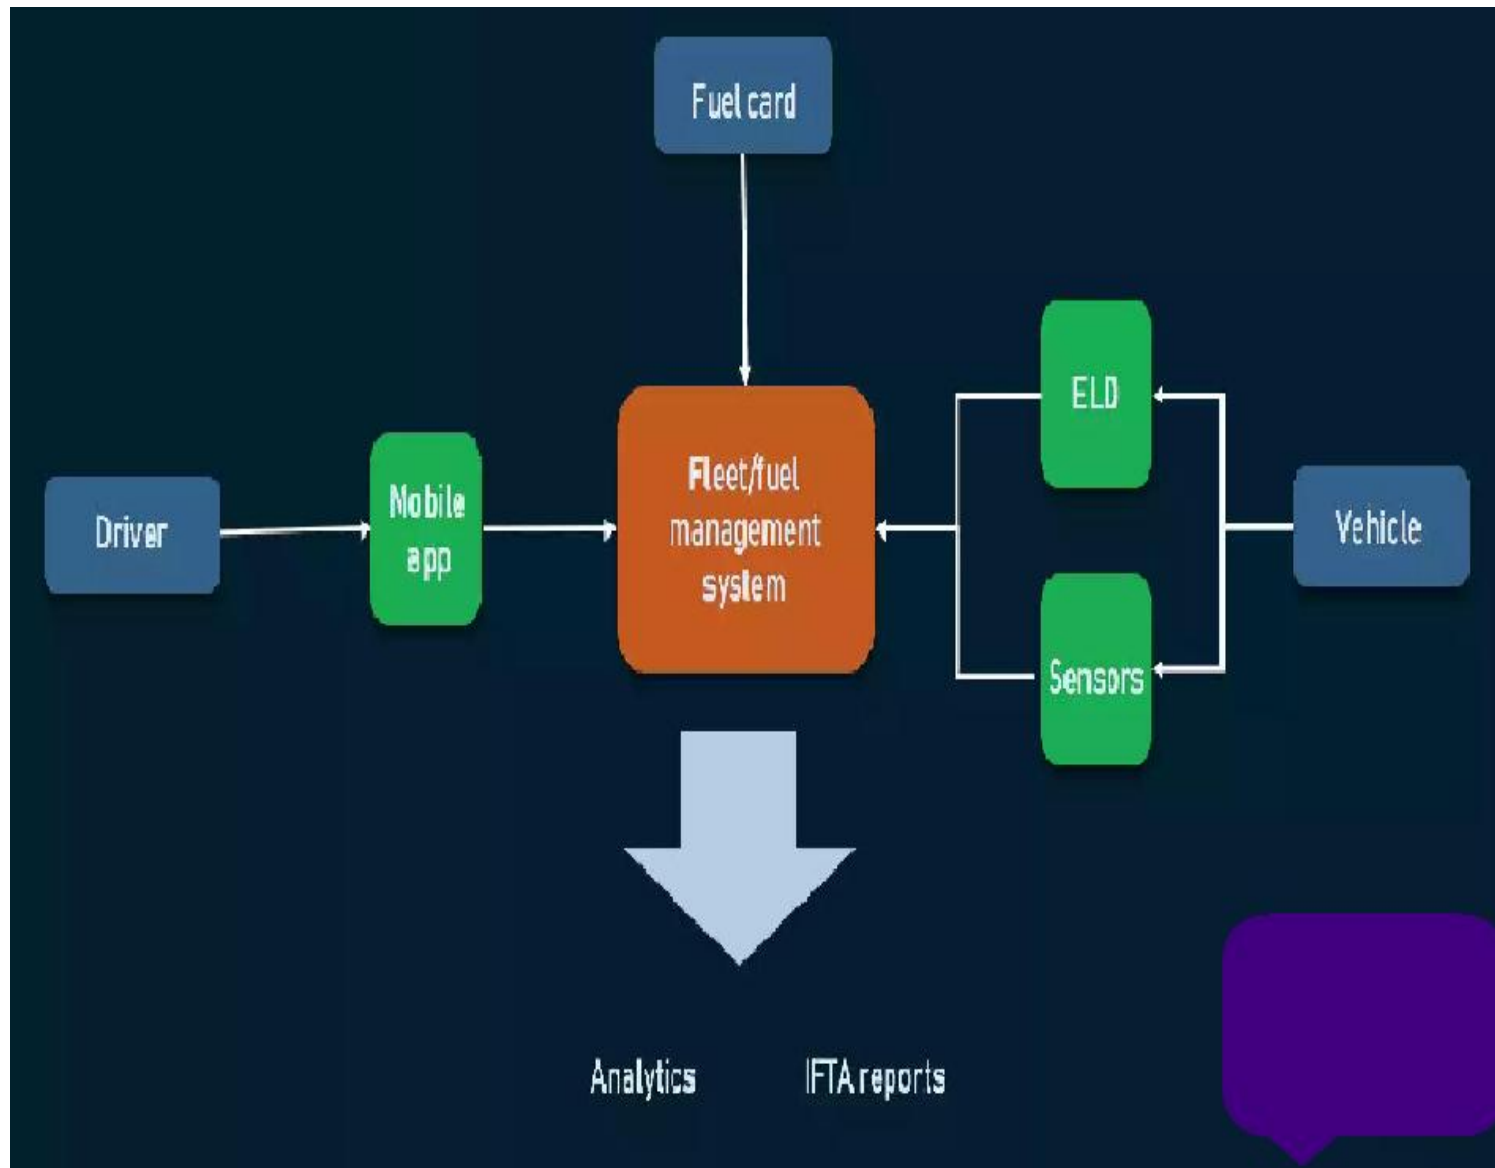 Fuel card
ELD
Driver
Mobile
app
Fleet/fuel
management
system
Vehicle
Sensors
Analytics
IFTA reports